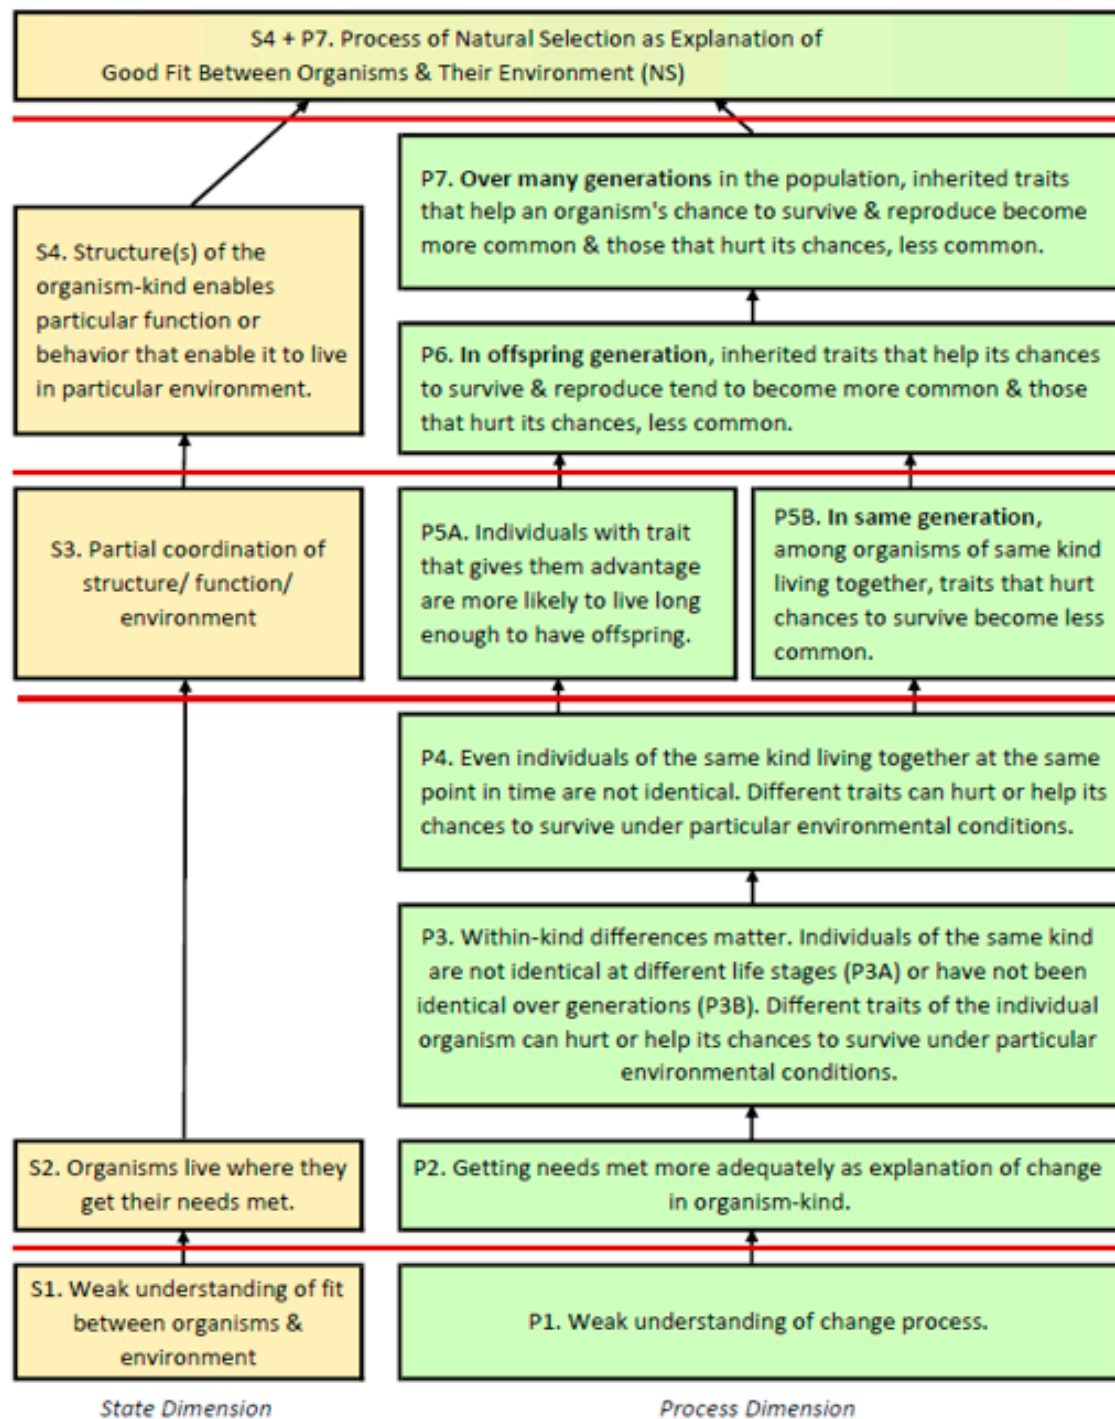 S4 + P7. Process of Natural Selection as Explanation of
Good Fit Between Organisms & Their Environment (NS)
P7. Over many generations in the population, inherited traits
that help an organism's chance to survive & reproduce become
more common & those that hurt its chances, less common.
S4. Structure(s) of the
organism-kind enables
particular function or
behavior that enable it to live
in particular environment.
P6. In offspring generation, inherited traits that help its chances
to survive & reproduce tend to become more common & those
that hurt its chances, less common.
S3. Partial coordination of
structure/ function/
environment
P5A. Individuals with trait
that gives them advantage
are more likely to live long
enough to have offspring.
P5B. In same generation,
among organisms of same kind
living together, traits that hurt
chances to survive become less
common.
P4. Even individuals of the same kind living together at the same
point in time are not identical. Different traits can hurt or help its
chances to survive under particular environmental conditions.
P3. Within-kind differences matter. Individuals of the same kind
are not identical at different life stages (P3A) or have not been
identical over generations (P3B). Different traits of the individual
organism can hurt or help its chances to survive under particular
environmental conditions.
S2. Organisms live where they
get their needs met.
P2. Getting needs met more adequately as explanation of change
in organism-kind.
S1. Weak understanding of fit
between organisms &
environment
P1. Weak understanding of change process.
State Dimension
Process Dimension